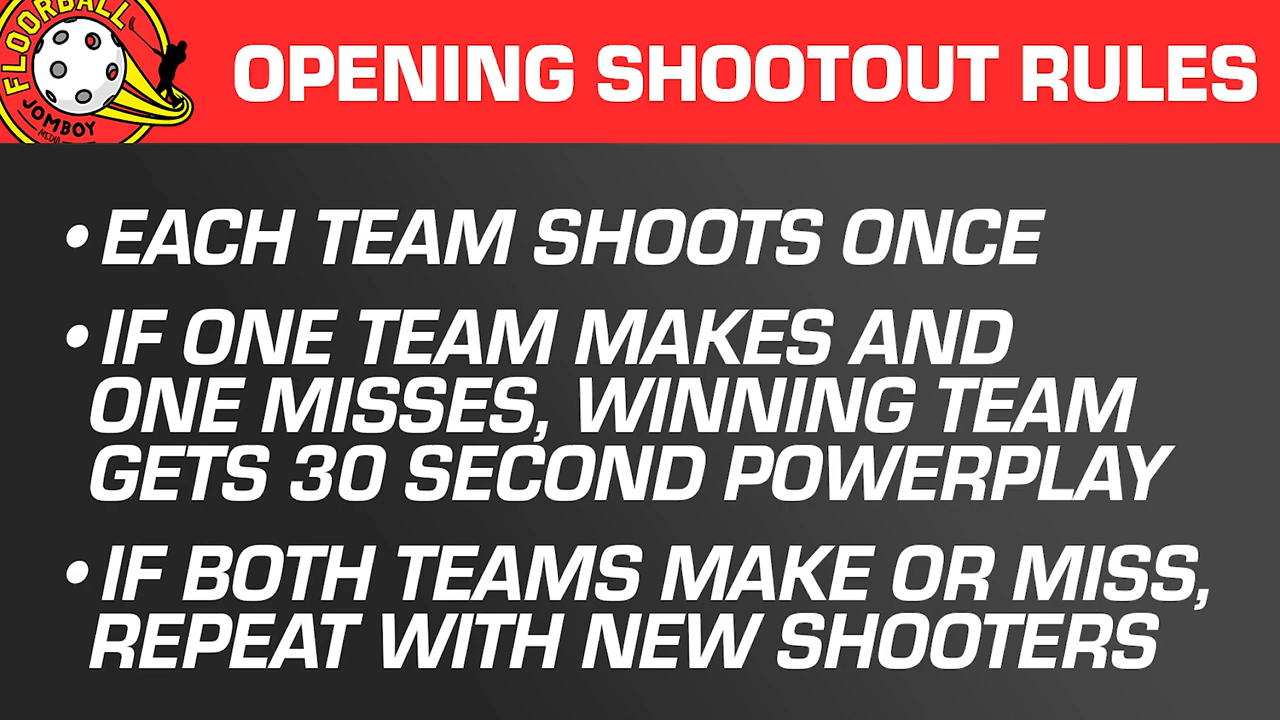 FLOORBALL
JOMBOY
MEDIA
OPENING SHOOTOUT RULES
• EACH TEAM SHOOTS ONCE
• IF ONE TEAM MAKES AND
ONE MISSES, WINNING TEAM
GETS 30 SECOND POWERPLAY
• IF BOTH TEAMS MAKE OR MISS,
REPEAT WITH NEW SHOOTERS